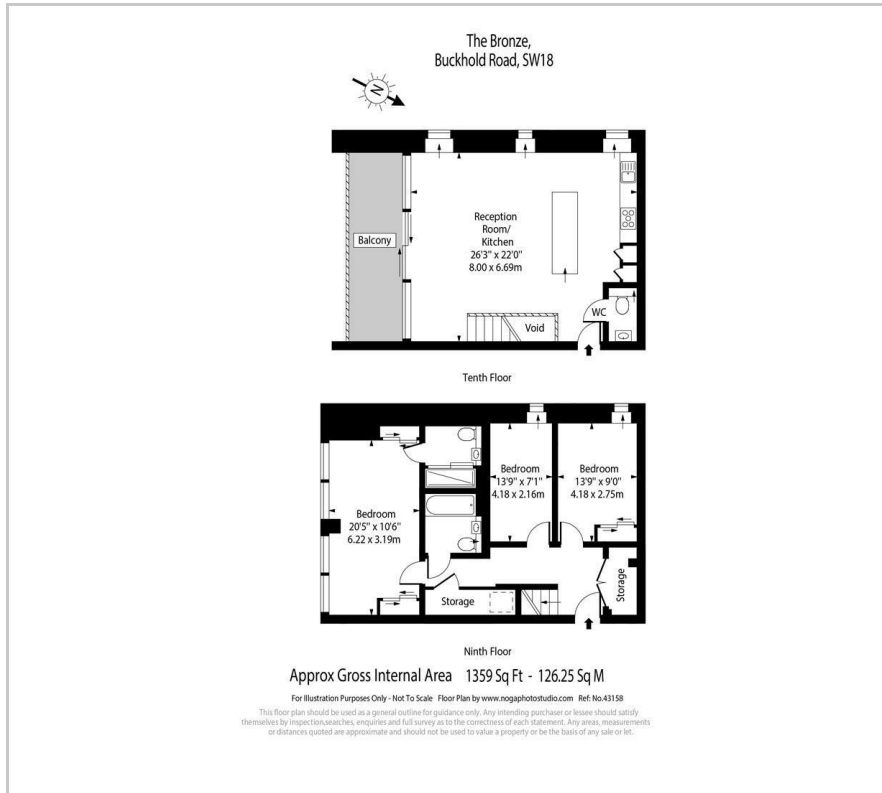 The Bronze,
Buckhold Road, SW18
N
Reception
Room/
Kitchen
26'3" x 22'0"
8.00 x 6.69m
Balcony
WC
Void
Tenth Floor
Bedroom
13'9" x 7'1"
4.18 x 2.16m
Bedroom
13'9" x 9'0"
4.18 x 2.75m
Bedroom
20'5" x 10'6"
6.22 x 3.19m
Storage
Storage
Ninth Floor
Approx Gross Internal Area 1359 Sq Ft - 126.25 Sq M
For Illustration Purposes Only - Not To Scale Floor Plan by www.nogaphotostudio.com Ref: No.43158
This floor plan should be used as a general outline for guidance only. Any intending purchaser or lessee should satisfy
themselves by inspection,searches, enquiries and full survey as to the correctness of each statement. Any areas, measurements
or distances quoted are approximate and should not be used to value a property or be the basis of any sale or let.